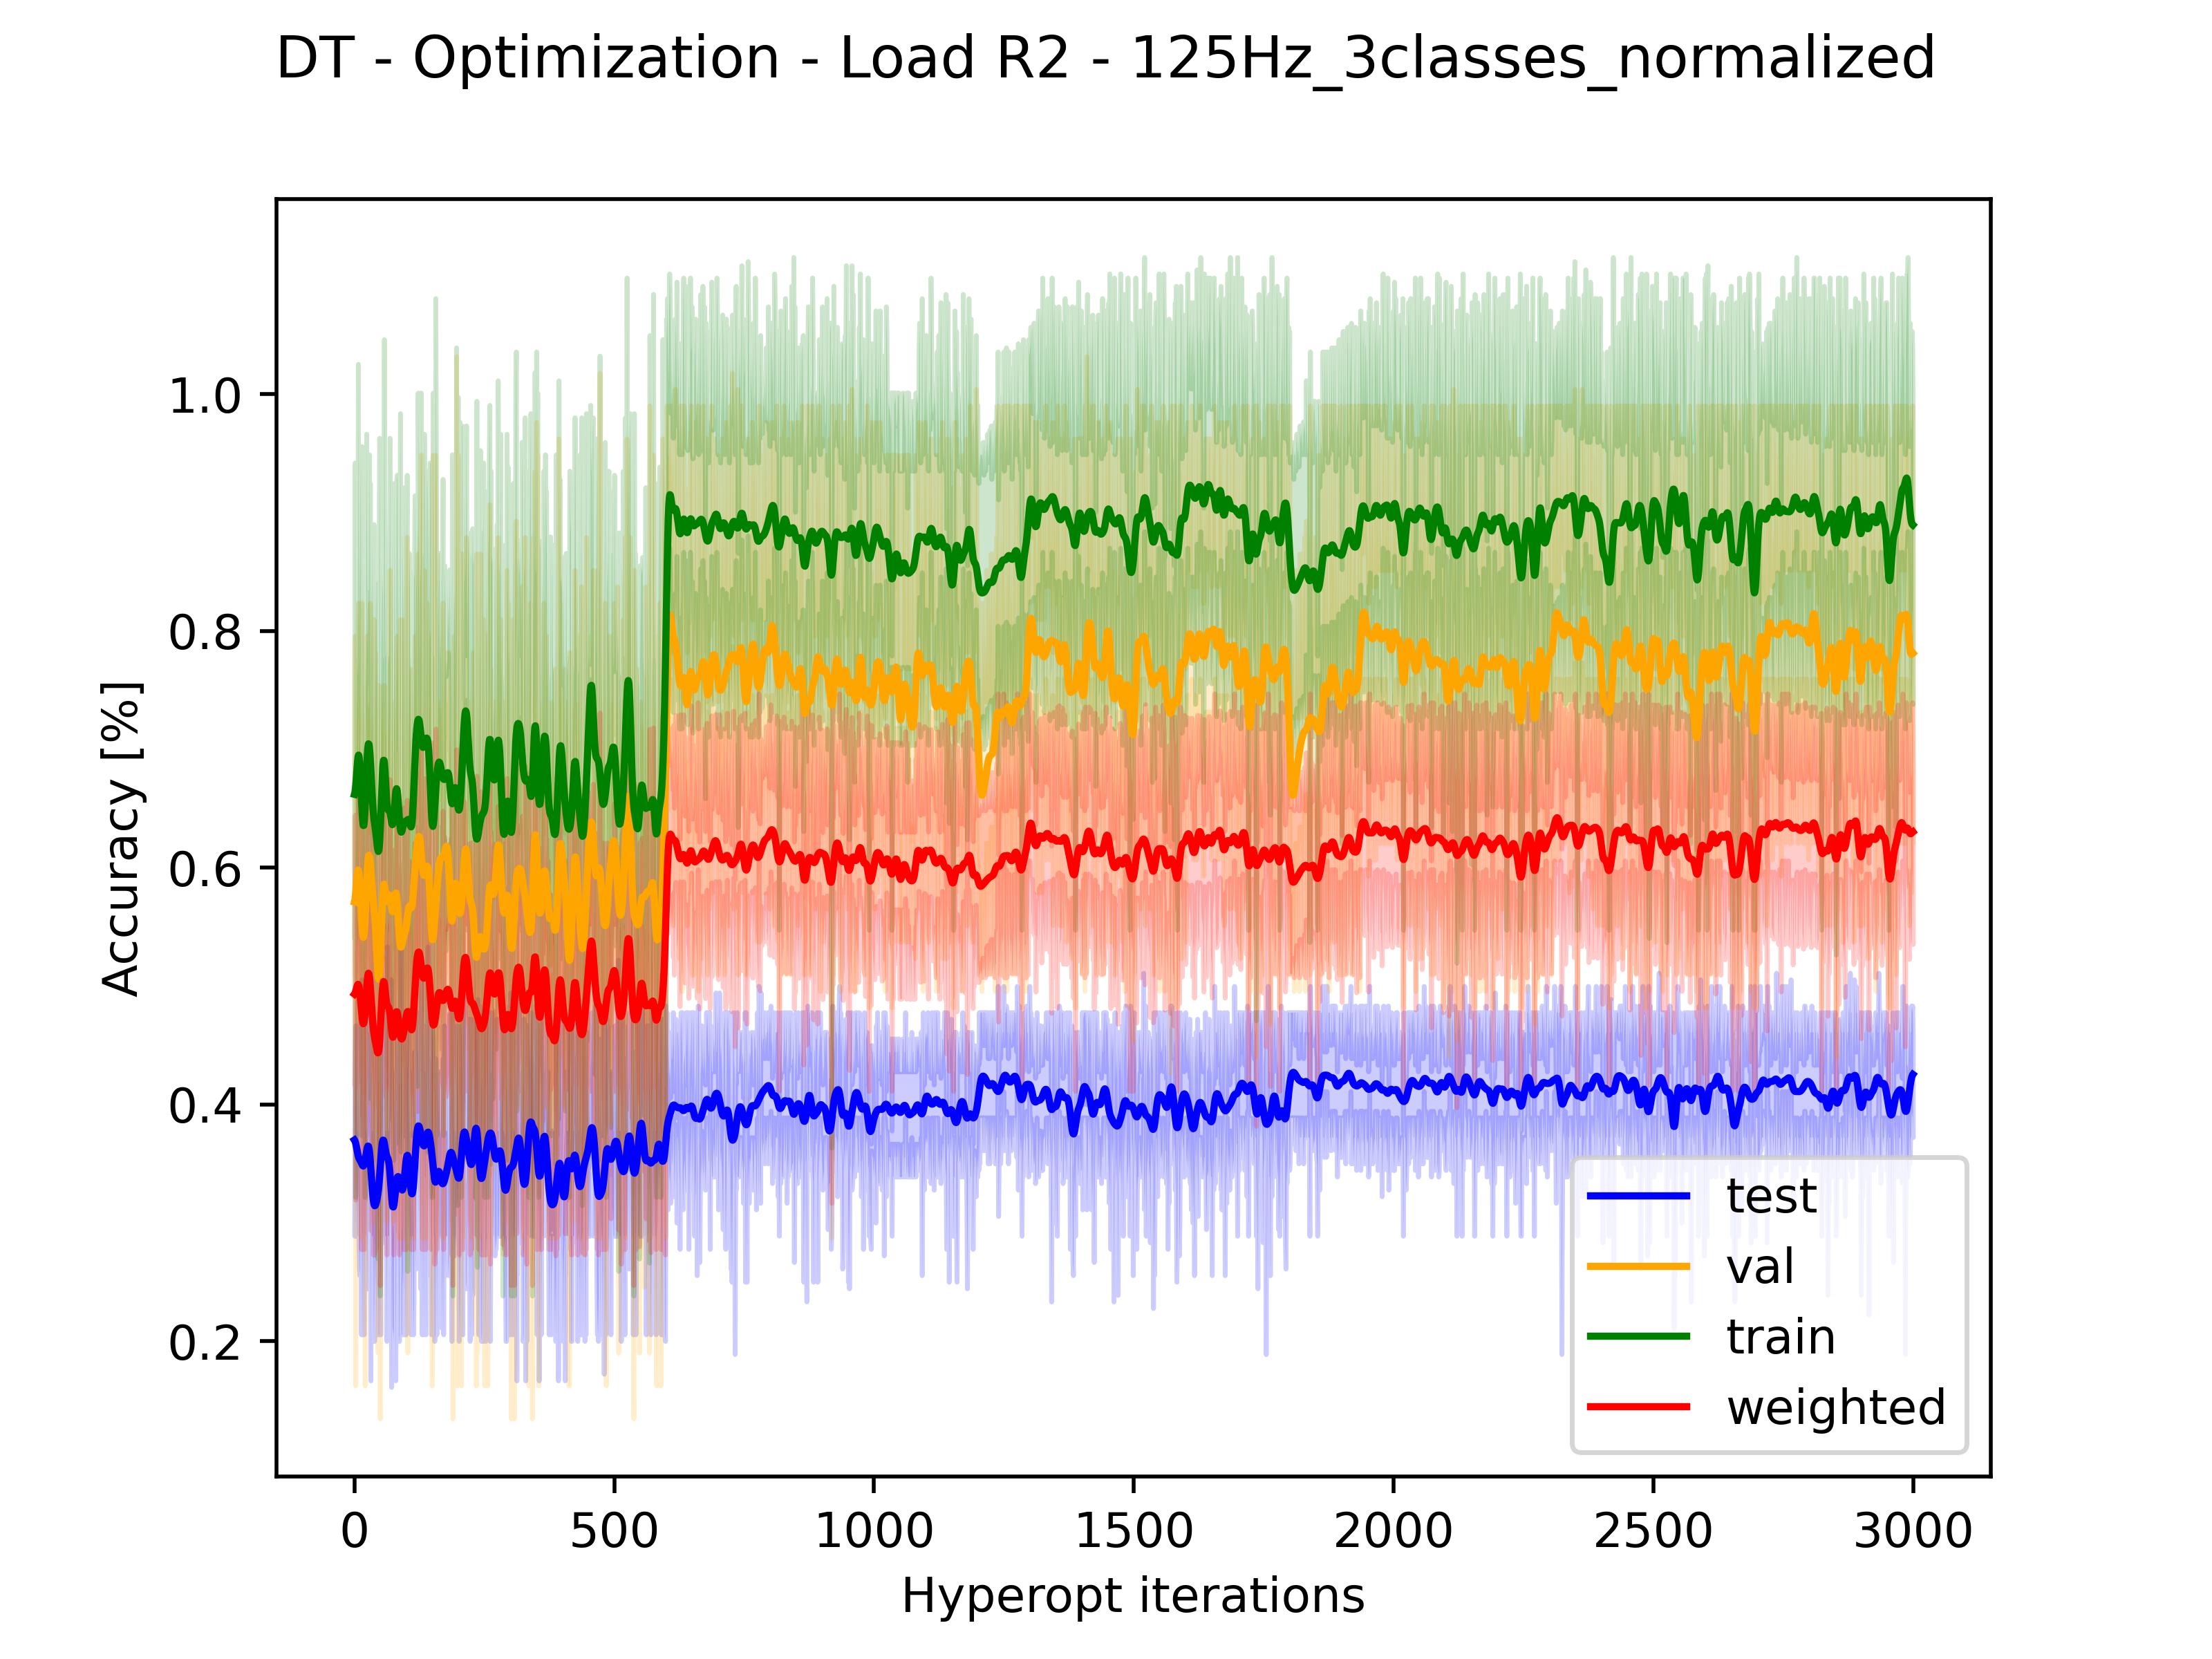 DT - Optimization - Load R2 - 125Hz_3classes_normalized
Accuracy [%]
1.0
0.8
0.6
0.4
0.2
0 500 1000 1500 2000 2500 3000
Hyperopt iterations
test
val
train
weighted